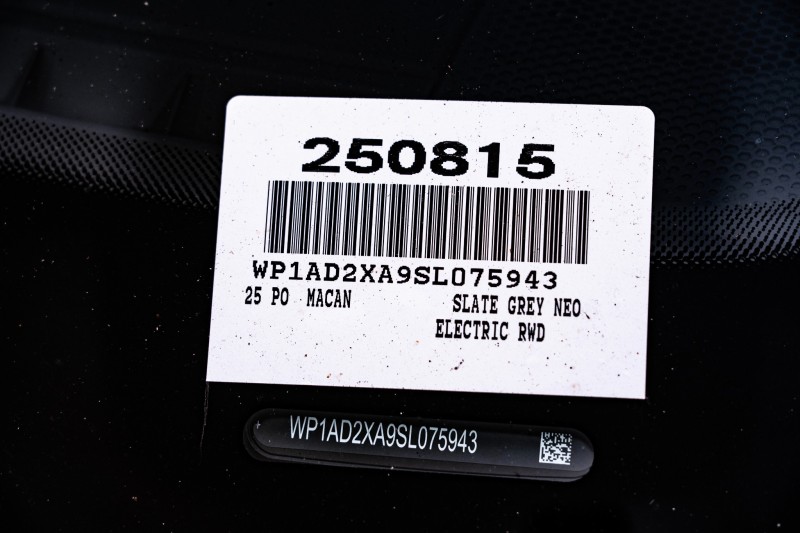 250815
WP1AD2XA9SL075943
25 PO MACAN SLATE GREY NEO
ELECTRIC RWD
WP1AD2XA9SL075943